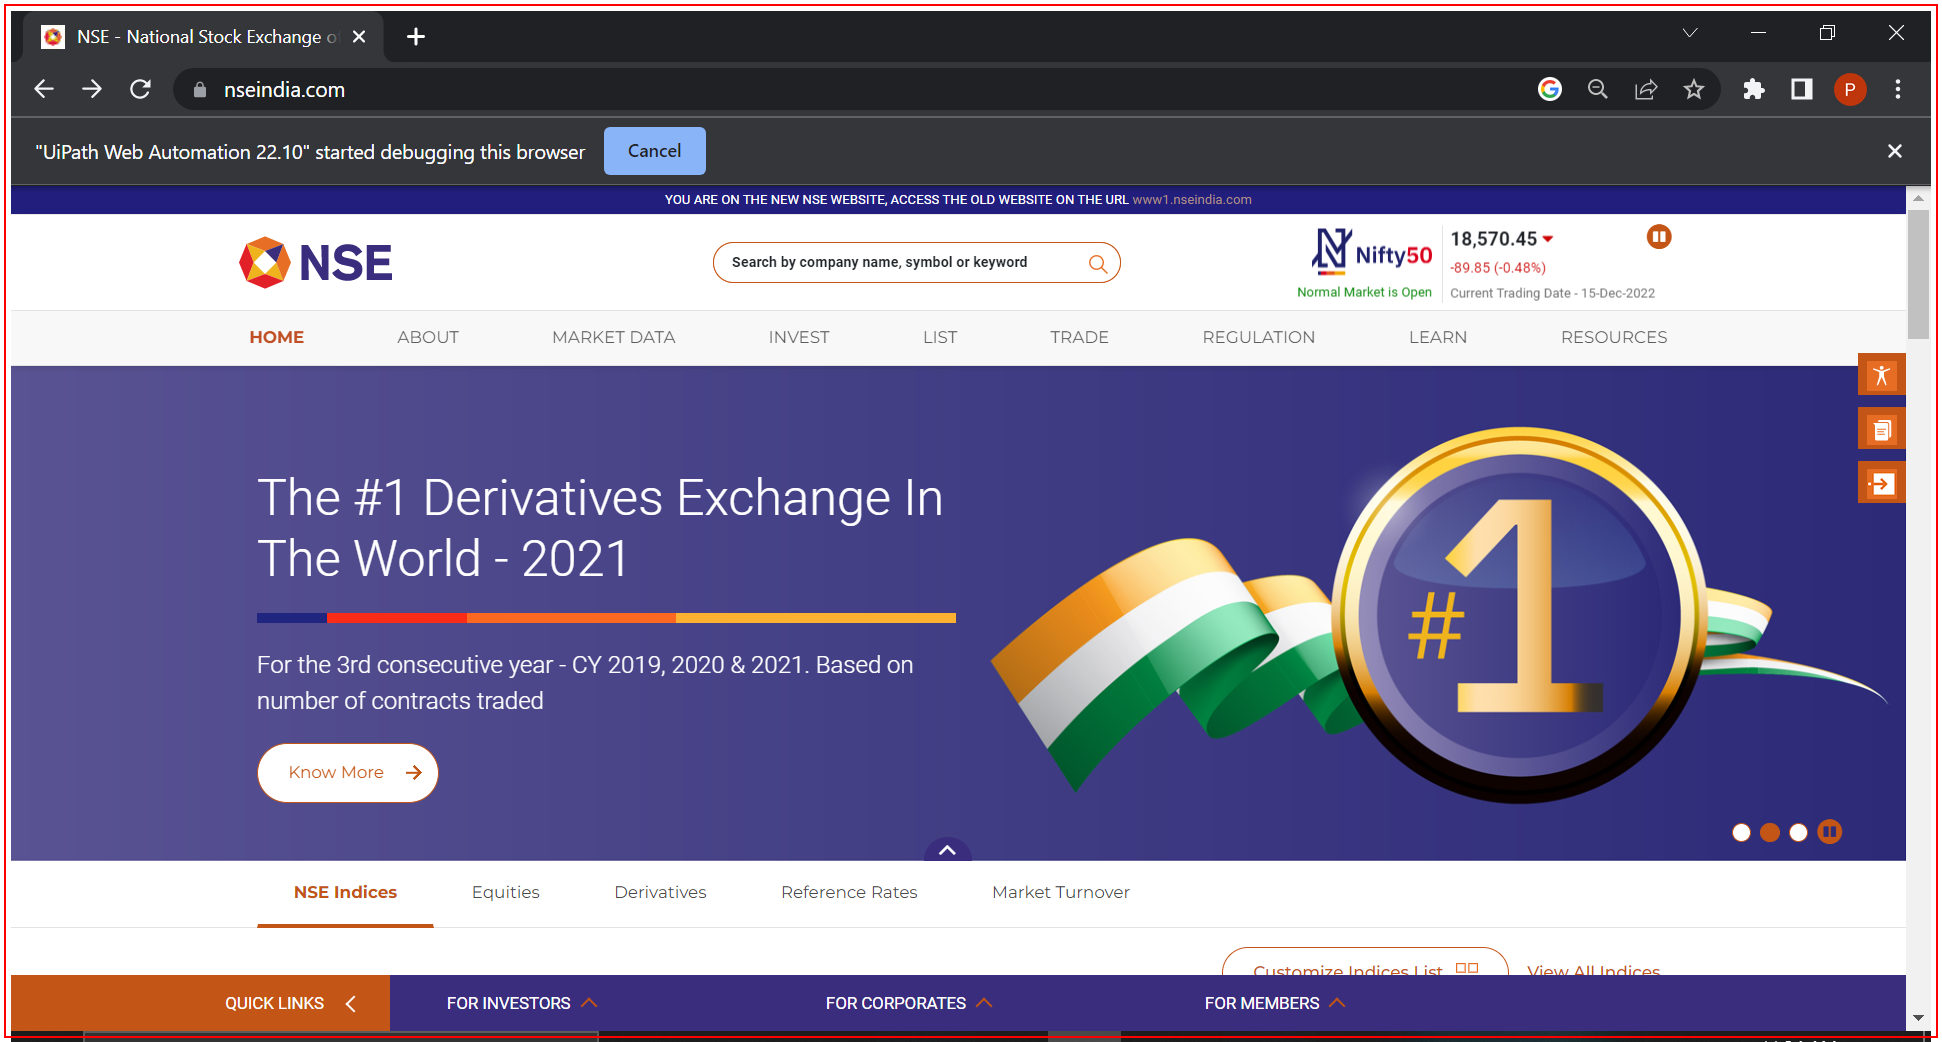 NSE - National Stock Exchange o
nseindia.com
P
"UiPath Web Automation 22.10" started debugging this browser
Cancel
YOU ARE ON THE NEW NSE WEBSITE, ACCESS THE OLD WEBSITE ON THE URL www1.nseindia.com
NSE
Search by company name, symbol or keyword
Nifty50
18,570.45
-89.85 (-0.48%)
Normal Market is Open
Current Trading Date - 15-Dec-2022
HOME
ABOUT
MARKET DATA
INVEST
LIST
TRADE
REGULATION
LEARN
RESOURCES
The #1 Derivatives Exchange In
The World - 2021
For the 3rd consecutive year - CY 2019, 2020 & 2021. Based on
number of contracts traded
Know More
#1
NSE Indices
Equities
Derivatives
Reference Rates
Market Turnover
Customize Indices List
View All Indices
QUICK LINKS
FOR INVESTORS
FOR CORPORATES
FOR MEMBERS